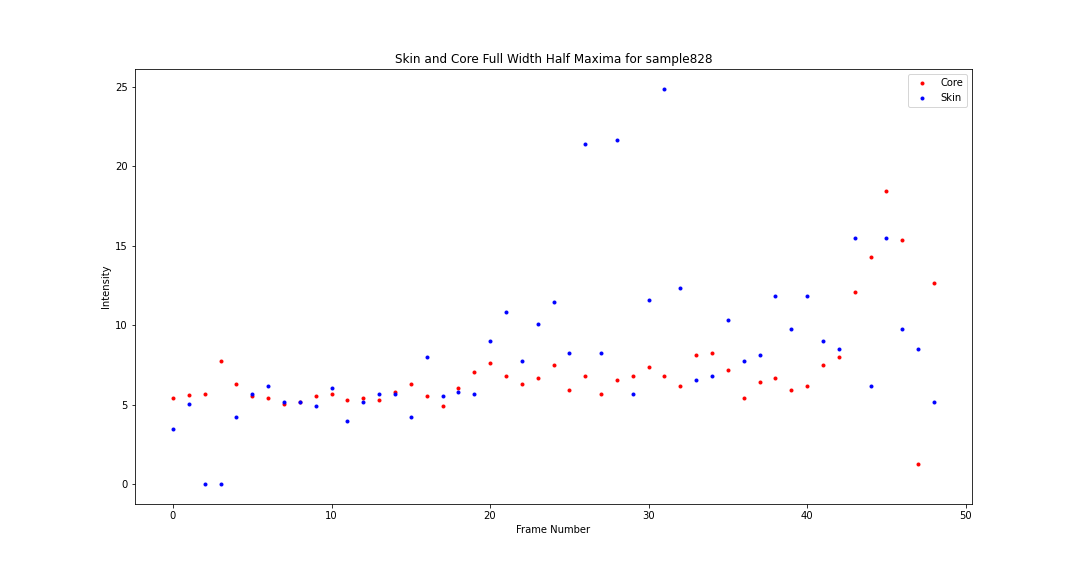 Skin and Core Full Width Half Maxima for sample828
Core
Skin
25
20
15
10
5
0
Intensity
0 10 20 30 40 50
Frame Number